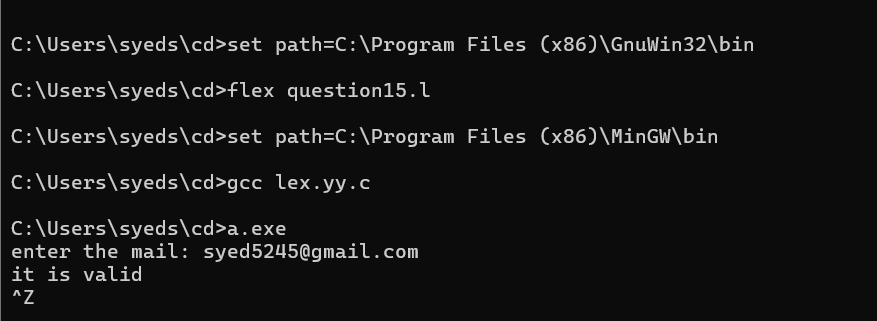 C:\Users\syeds\cd>set path=C:\Program Files (x86)\GnuWin32\bin
C:\Users\syeds\cd>flex question15.l
C:\Users\syeds\cd>set path=C:\Program Files (x86)\MinGW\bin
C:\Users\syeds\cd>gcc lex.yy.c
C:\Users\syeds\cd>a.exe
enter the mail: syed5245@gmail.com
it is valid
^Z